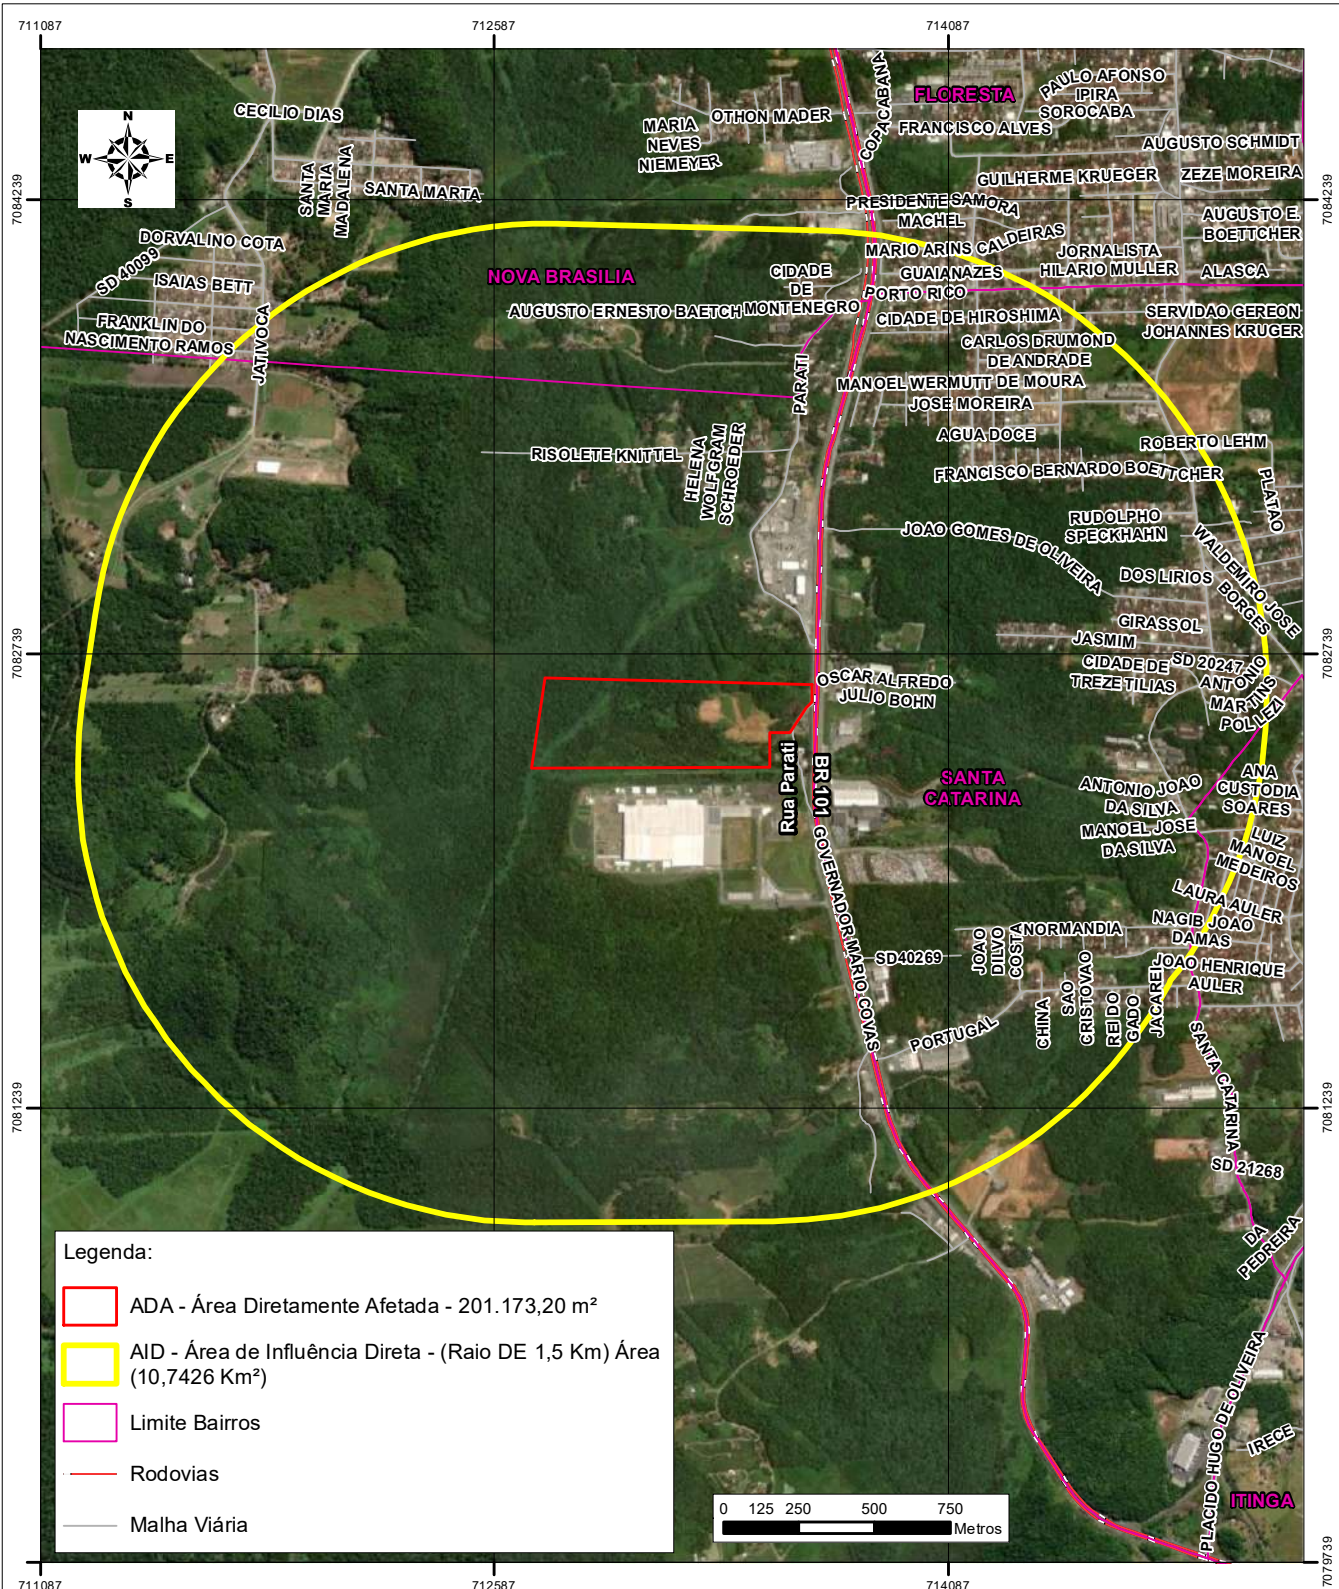 711087
712587
714087
7084239
7082739
7081239
7084239
7082739
7081239
7079739
711087
712587
714087
N
W
E
S
CECILIO DIAS
SANTA
MARIA
MADALENA
SANTA MARTA
DORVALINO COTA
SD 40099
ISAIAS BETT
FRANKLIN DO
NASCIMENTO RAMOS
JATIVOCA
MARIA
NEVES
NIEMEYER
OTHON MADER
COPACABANA
FLORESTA
PAULO AFONSO
IPIRA
SOROCABA
FRANCISCO ALVES
AUGUSTO SCHMIDT
GUILHERME KRUEGER
ZEZE MOREIRA
PRESIDENTE SAMORA
MACHEL
AUGUSTO E.
BOETTCHER
MARIO ARINS CALDEIRAS
JORNALISTA
HILARIO MULLER
ALASCA
NOVA BRASILIA
CIDADE
DE
MONTENEGRO
GUAIANAZES
PORTO RICO
AUGUSTO ERNESTO BAETCH
CIDADE DE HIROSHIMA
SERVIDAO GEREON
JOHANNES KRUGER
CARLOS DRUMOND
DE ANDRADE
PARATI
MANOEL WERMUTT DE MOURA
JOSE MOREIRA
AGUA DOCE
ROBERTO LEHM
RISOLETE KNITTEL
HELENA
WOLFGRAM
SCHROEDER
FRANCISCO BERNARDO BOETTCHER
PLATAO
RUDOLPHO
SPECKHAHN
JOAO GOMES DE OLIVEIRA
WALDEMIRO JOSE
BORGES
DOS LIRIOS
GIRASSOL
JASMIM
CIDADE DE
TREZE TILIAS
SD 20247
ANTONIO
MARTINS
POLLEZI
OSCAR ALFREDO
JULIO BOHN
Rua Parati
BR 101
SANTA
CATARINA
ANTONIO JOAO
DA SILVA
ANA
CUSTODIA
SOARES
MANOEL JOSE
DA SILVA
LUIZ
MANOEL
MEDEIROS
GOVERNADOR MARIO COVAS
LAURA AULER
NAGIB JOAO
DAMAS
NORMANDIA
JOAO
DILVO
COSTA
SD40269
JOAO HENRIQUE
AULER
CHINA
SAO
CRISTOVAO
REI DO
GADO
JACAREI
PORTUGAL
SANTA CATARINA
SD 21268
DA
PEDREIRA
PLACIDO HUGO DE OLIVEIRA
IRECE
ITINGA
Legenda:
ADA - Área Diretamente Afetada - 201.173,20 m²
AID - Área de Influência Direta - (Raio DE 1,5 Km) Área
(10,7426 Km²)
Limite Bairros
Rodovias
Malha Viária
0 125 250 500 750
Metros